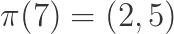 π(7) = (2, 5)